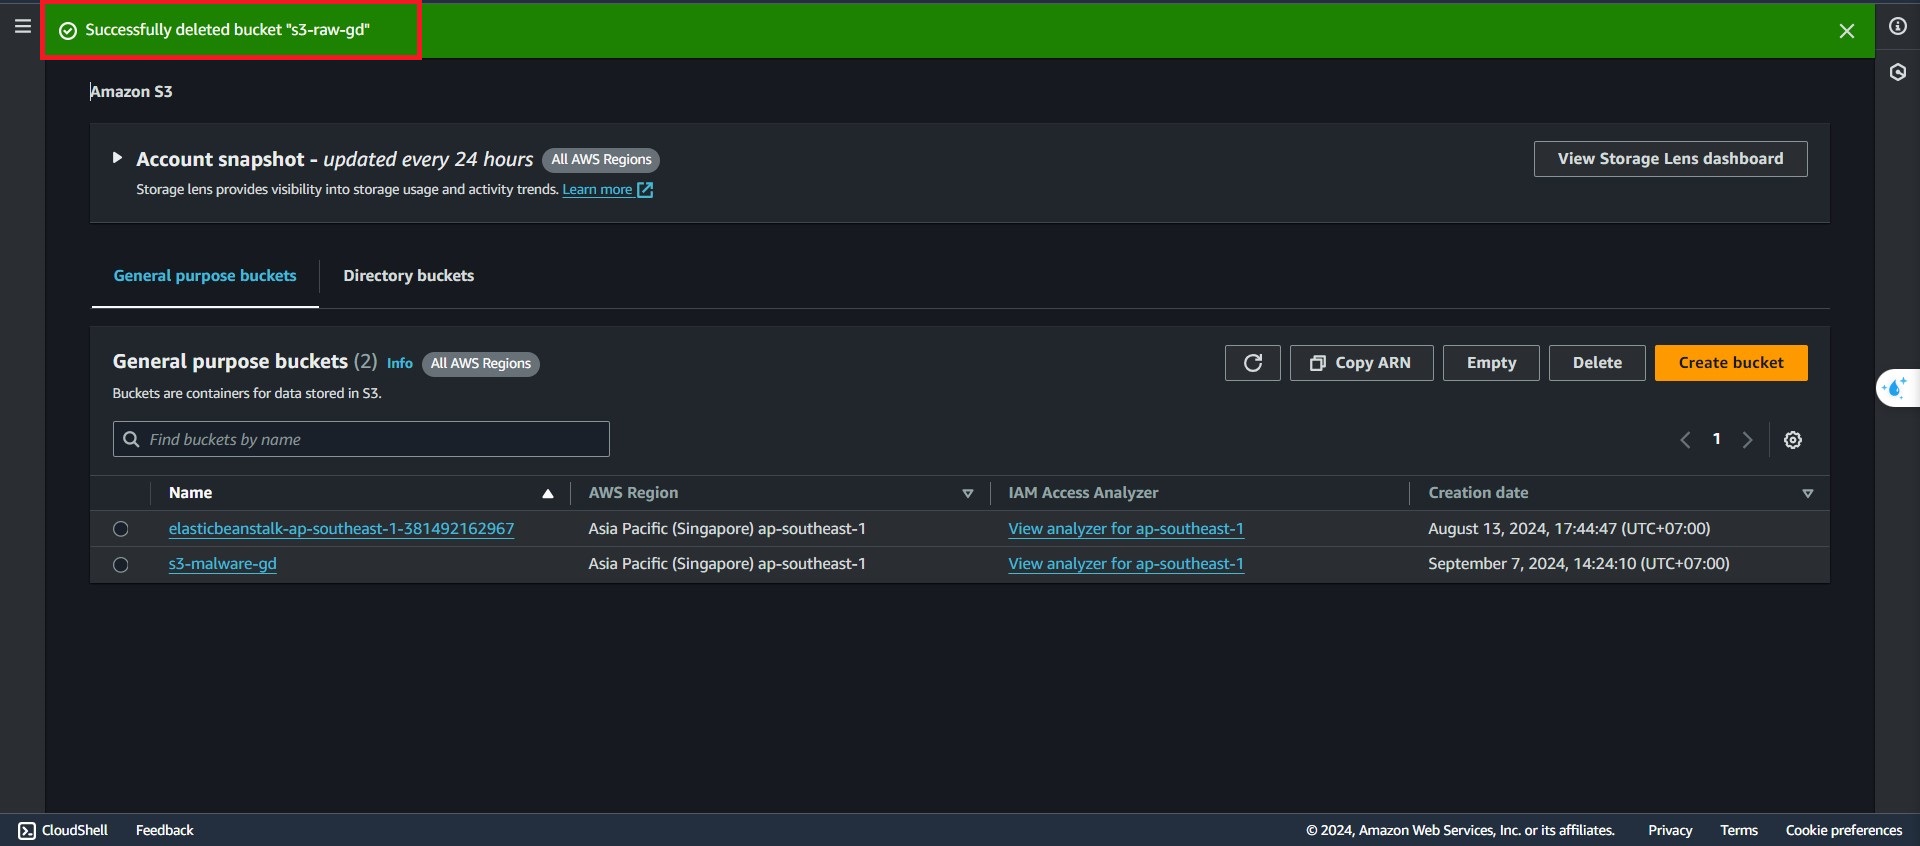 Successfully deleted bucket "s3-raw-gd"
Amazon S3
Account snapshot - updated every 24 hours All AWS Regions
View Storage Lens dashboard
Storage lens provides visibility into storage usage and activity trends. Learn more
General purpose buckets Directory buckets
General purpose buckets (2) Info All AWS Regions
Copy ARN Empty Delete Create bucket
Buckets are containers for data stored in S3.
Find buckets by name
1
Name AWS Region IAM Access Analyzer Creation date
elasticbeanstalk-ap-southeast-1-381492162967 Asia Pacific (Singapore) ap-southeast-1 View analyzer for ap-southeast-1 August 13, 2024, 17:44:47 (UTC+07:00)
s3-malware-gd Asia Pacific (Singapore) ap-southeast-1 View analyzer for ap-southeast-1 September 7, 2024, 14:24:10 (UTC+07:00)
CloudShell Feedback © 2024, Amazon Web Services, Inc. or its affiliates. Privacy Terms Cookie preferences